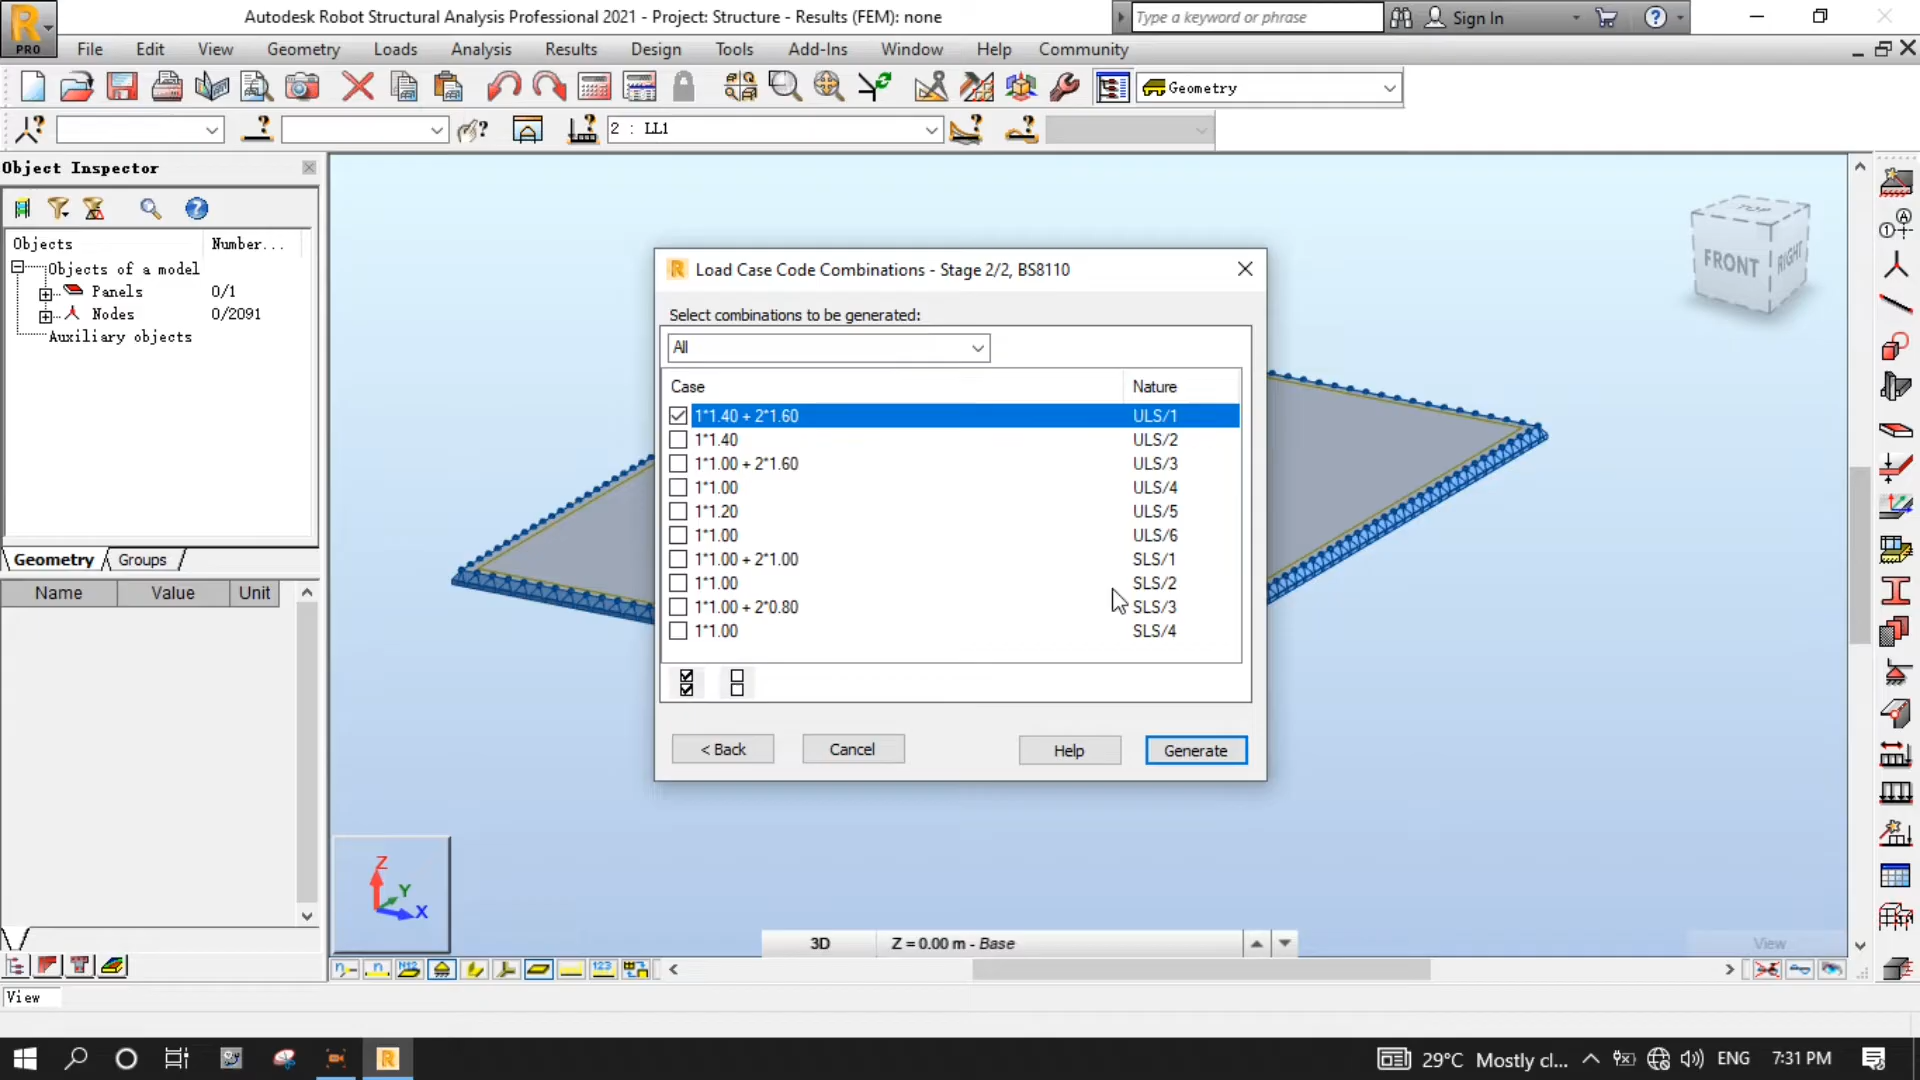 Autodesk Robot Structural Analysis Professional 2021 - Project: Structure - Results (FEM): none
Type a keyword or phrase
Sign In
PRO
File Edit View Geometry Loads Analysis Results Design Tools Add-Ins Window Help Community
Geometry
2 : LL1
Object Inspector
Objects Number...
Objects of a model
Panels 0/1
Nodes 0/2091
Auxiliary objects
Geometry Groups
Name Value Unit
Load Case Code Combinations - Stage 2/2, BS8110
Select combinations to be generated:
All
Case Nature
1*1.40 + 2*1.60 ULS/1
1*1.40 ULS/2
1*1.00 + 2*1.60 ULS/3
1*1.00 ULS/4
1*1.20 ULS/5
1*1.00 ULS/6
1*1.00 + 2*1.00 SLS/1
1*1.00 SLS/2
1*1.00 + 2*0.80 SLS/3
1*1.00 SLS/4
< Back Cancel Help Generate
TOP
FRONT RIGHT
Z
Y
X
3D Z = 0.00 m - Base
View
View
29°C Mostly cl... ENG 7:31 PM